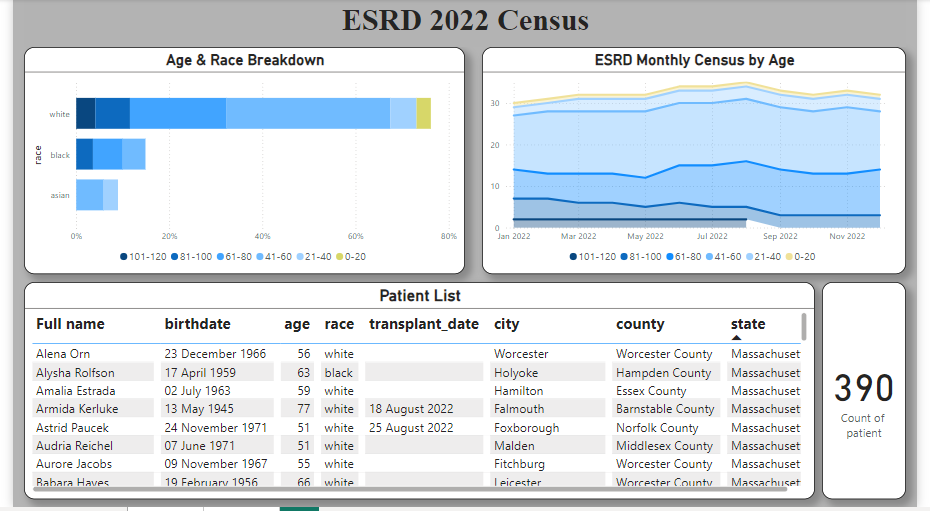 ESRD 2022 Census
Age & Race Breakdown
race
white
black
asian
0% 20% 40% 60% 80%
101-120 81-100 61-80 41-60 21-40 0-20
ESRD Monthly Census by Age
30
20
10
0
Jan 2022 Mar 2022 May 2022 Jul 2022 Sep 2022 Nov 2022
101-120 81-100 61-80 41-60 21-40 0-20
Patient List
Full name birthdate age race transplant_date city county state
Alena Orn 23 December 1966 56 white Worcester Worcester County Massachuset
Alysha Rolfson 17 April 1959 63 black Holyoke Hampden County Massachuset
Amalia Estrada 02 July 1963 59 white Hamilton Essex County Massachuset
Armida Kerluke 13 May 1945 77 white 18 August 2022 Falmouth Barnstable County Massachuset
Astrid Paucek 24 November 1971 51 white 25 August 2022 Foxborough Norfolk County Massachuset
Audria Reichel 07 June 1971 51 white Malden Middlesex County Massachuset
Aurore Jacobs 09 November 1967 55 white Fitchburg Worcester County Massachuset
Babara Hayes 19 February 1956 66 white Leicester Worcester County Massachuset
390
Count of
patient